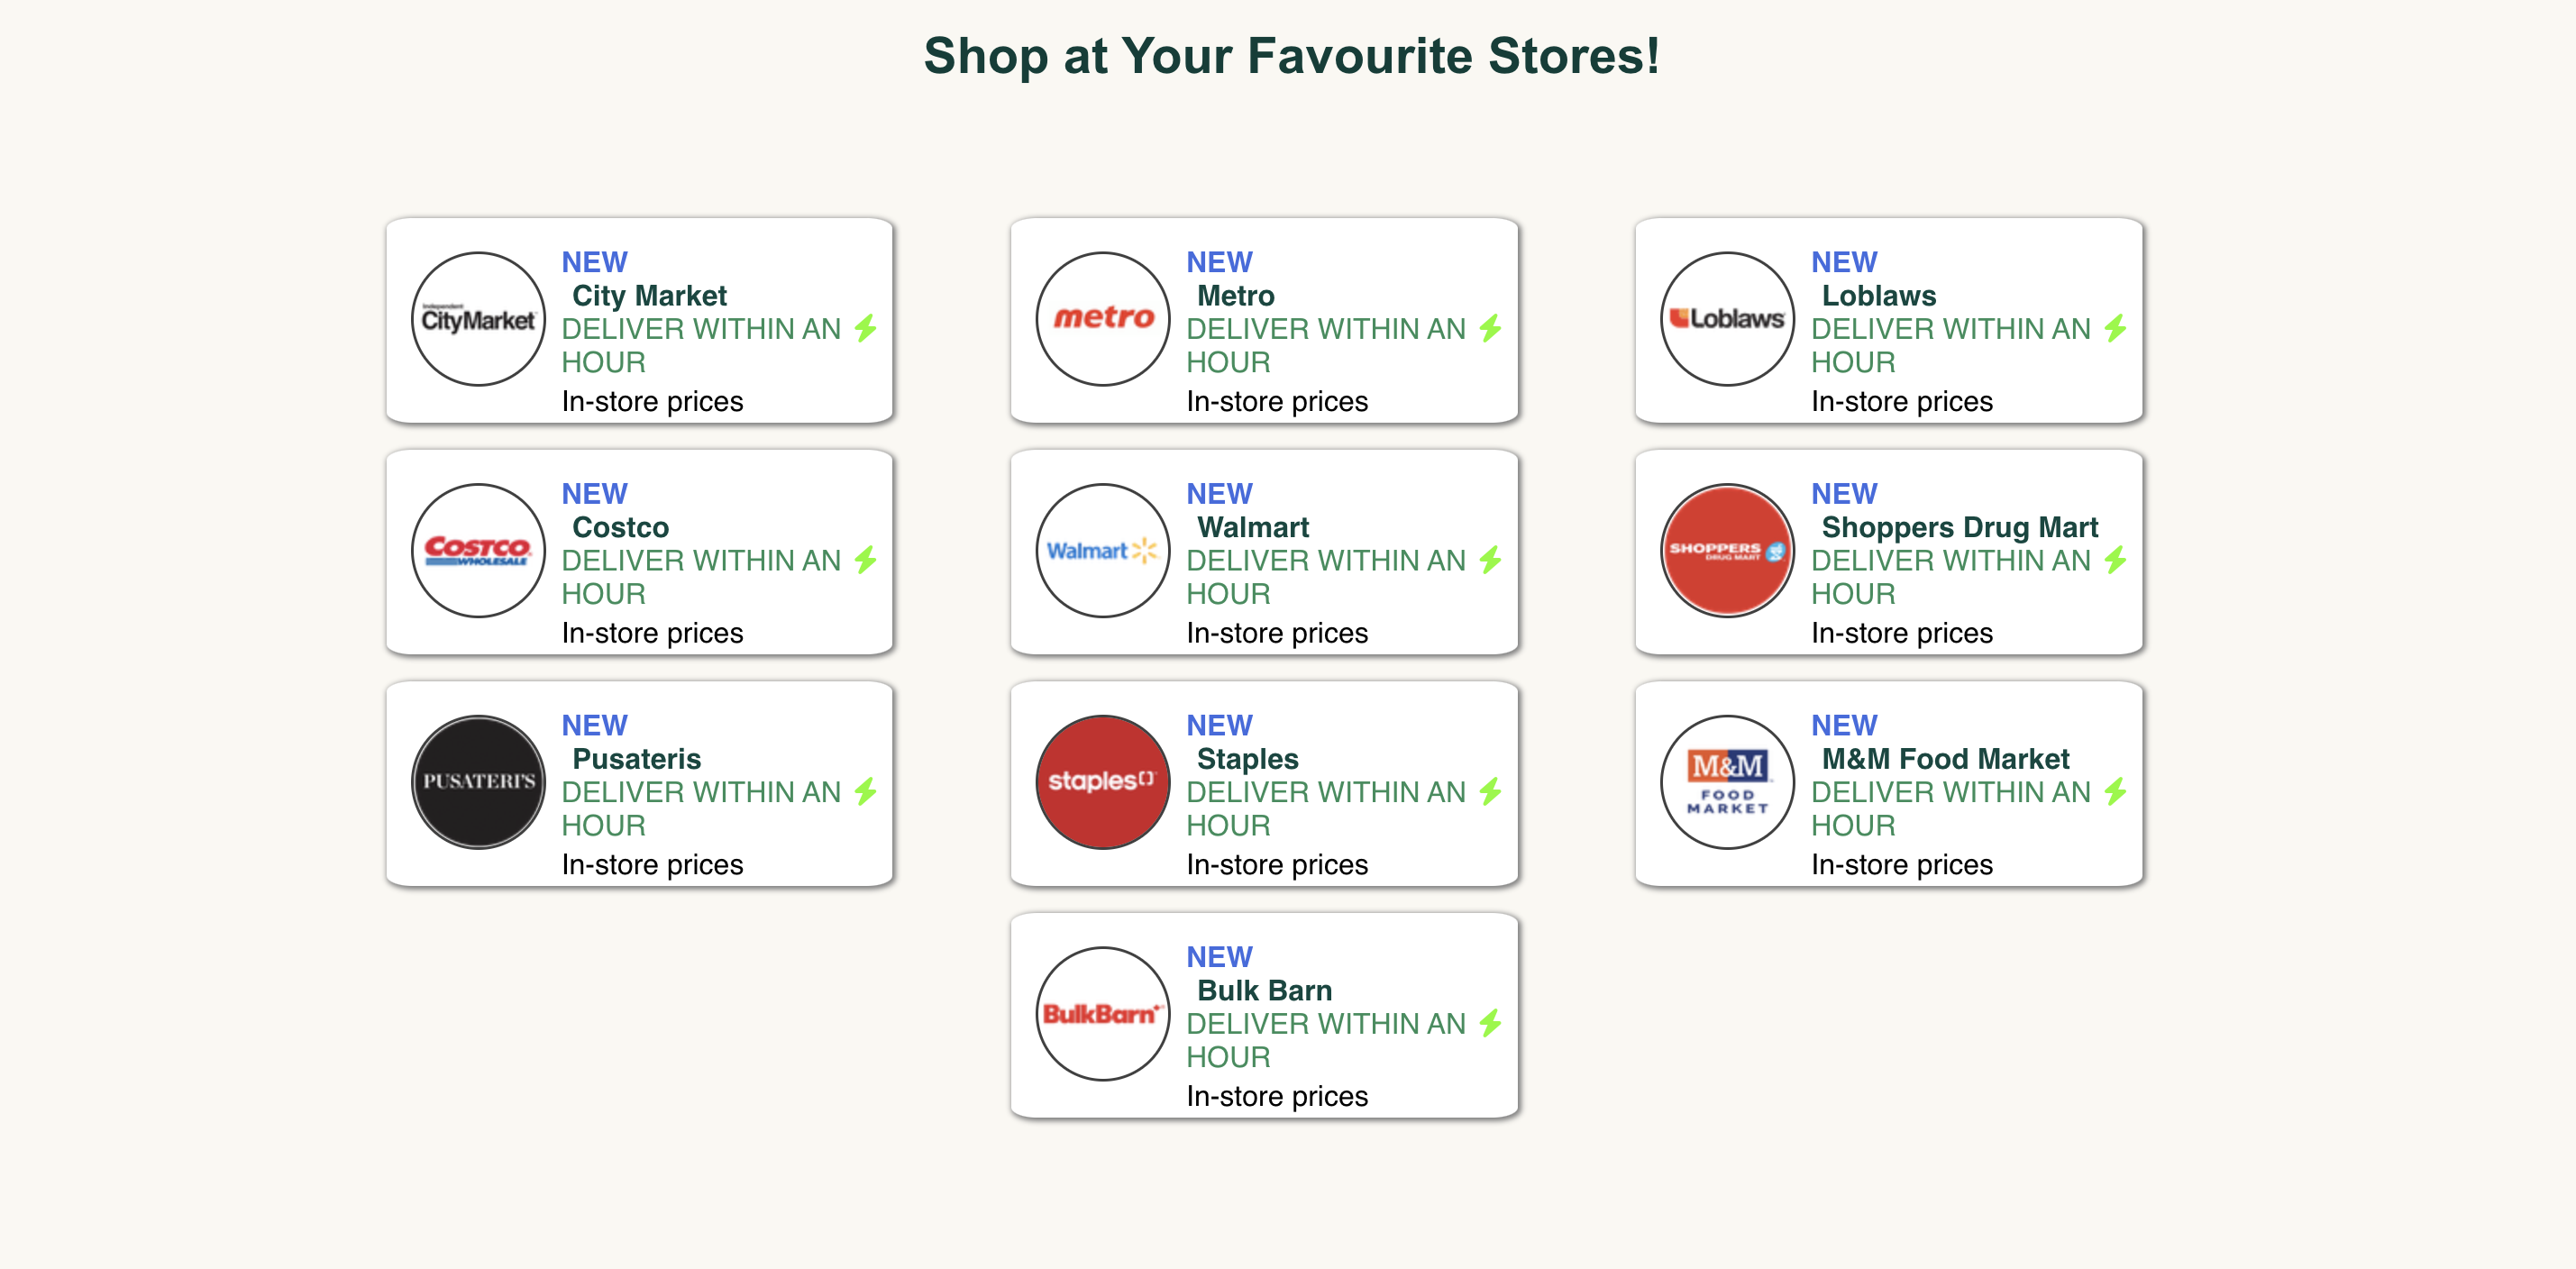 Shop at Your Favourite Stores!
Independent
CityMarket
NEW
City Market
DELIVER WITHIN AN
HOUR
In-store prices
metro
NEW
Metro
DELIVER WITHIN AN
HOUR
In-store prices
Loblaws
NEW
Loblaws
DELIVER WITHIN AN
HOUR
In-store prices
COSTCO
WHOLESALE
NEW
Costco
DELIVER WITHIN AN
HOUR
In-store prices
Walmart
NEW
Walmart
DELIVER WITHIN AN
HOUR
In-store prices
SHOPPERS
DRUG MART
NEW
Shoppers Drug Mart
DELIVER WITHIN AN
HOUR
In-store prices
PUSATERI'S
NEW
Pusateris
DELIVER WITHIN AN
HOUR
In-store prices
staples
NEW
Staples
DELIVER WITHIN AN
HOUR
In-store prices
M&M
FOOD
MARKET
NEW
M&M Food Market
DELIVER WITHIN AN
HOUR
In-store prices
BulkBarn
NEW
Bulk Barn
DELIVER WITHIN AN
HOUR
In-store prices